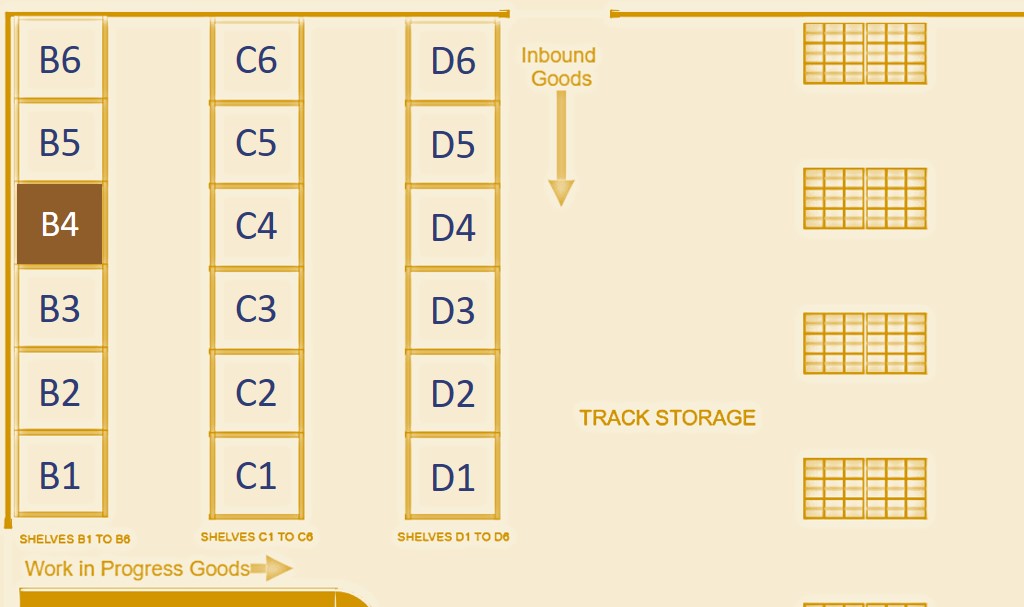 B6 C6 D6
Inbound
Goods
B5 C5 D5
B4 C4 D4
B3 C3 D3
B2 C2 D2
TRACK STORAGE
B1 C1 D1
SHELVES B1 TO B6 SHELVES C1 TO C6 SHELVES D1 TO D6
Work in Progress Goods